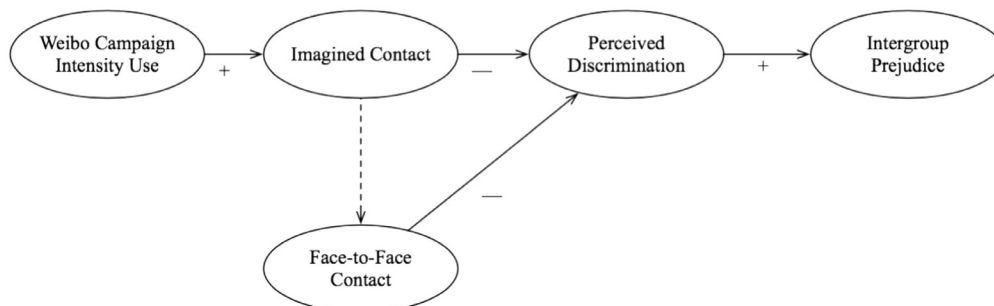 Weibo Campaign
Intensity Use
+
Imagined Contact
—
Perceived
Discrimination
+
Intergroup
Prejudice
—
Face-to-Face
Contact